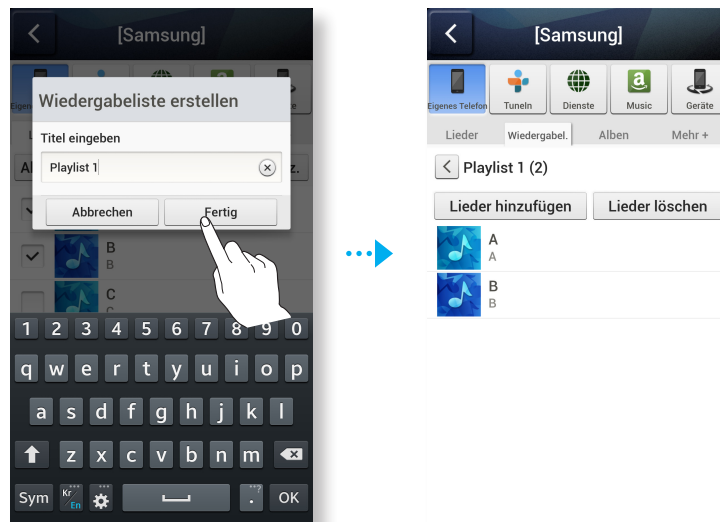 [Samsung]
Wiedergabeliste erstellen
Titel eingeben
Playlist 1
Abbrechen Fertig
B
B
C
C
1 2 3 4 5 6 7 8 9 0
q w e r t y u i o p
a s d f g h j k l
z x c v b n m
Sym Kr/En .?  OK
[Samsung]
Eigenes Telefon TuneIn Dienste Music Geräte
Lieder Wiedergabel. Alben Mehr +
Playlist 1 (2)
Lieder hinzufügen Lieder löschen
A
A
B
B